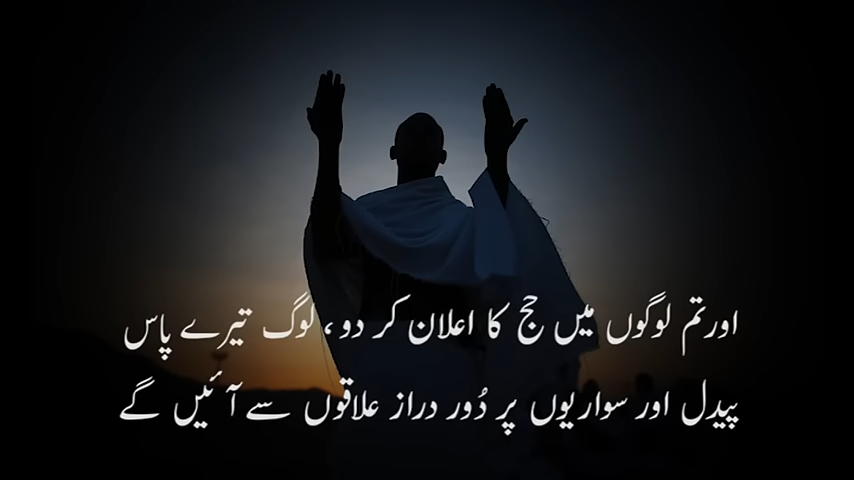 اور تم لوگوں میں حج کا اعلان کر دو، لوگ تیرے پاس
پیدل اور سواریوں پر دُور دراز علاقوں سے آئیں گے